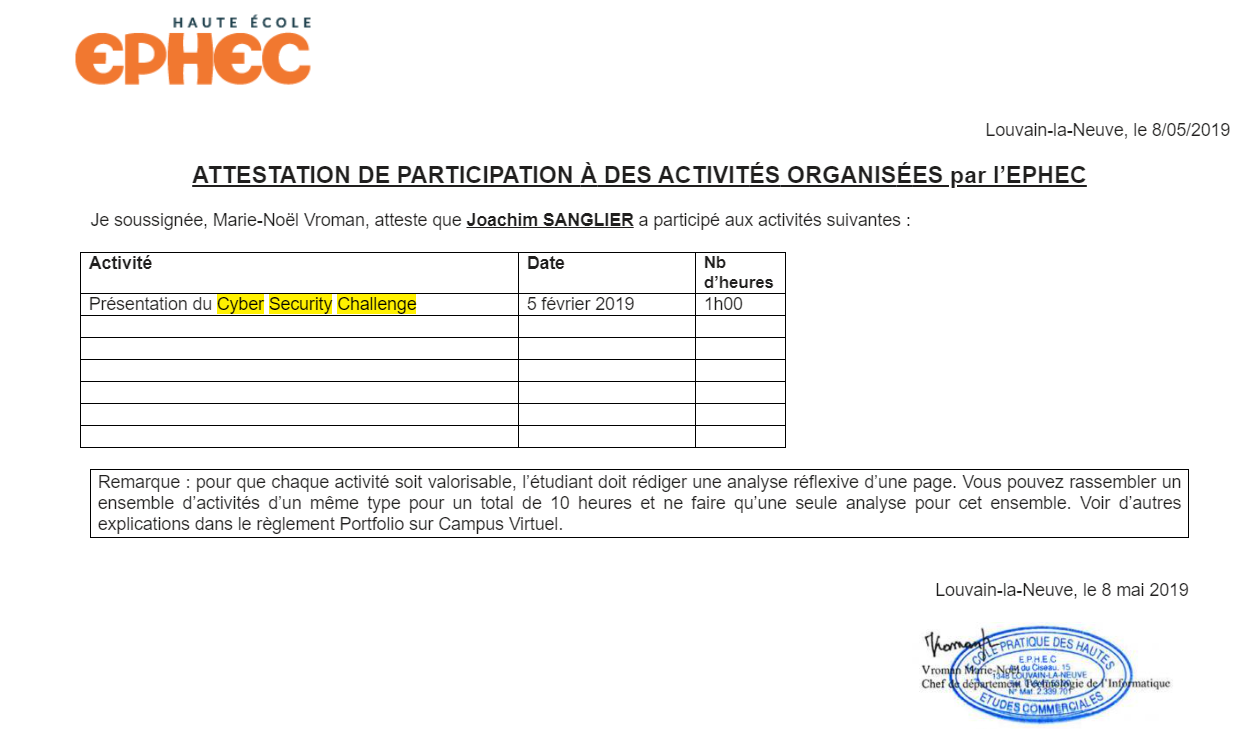 HAUTE ÉCOLE
EPHEC
Louvain-la-Neuve, le 8/05/2019
ATTESTATION DE PARTICIPATION À DES ACTIVITÉS ORGANISÉES par l'EPHEC
Je soussignée, Marie-Noël Vroman, atteste que Joachim SANGLIER a participé aux activités suivantes :
Activité Date Nb
d'heures
Présentation du Cyber Security Challenge 5 février 2019 1h00
Remarque : pour que chaque activité soit valorisable, l'étudiant doit rédiger une analyse réflexive d'une page. Vous pouvez rassembler un
ensemble d'activités d'un même type pour un total de 10 heures et ne faire qu'une seule analyse pour cet ensemble. Voir d'autres
explications dans le règlement Portfolio sur Campus Virtuel.
Louvain-la-Neuve, le 8 mai 2019
ECOLE PRATIQUE DES HAUTES
E.P.H.E.C
du Ciseau, 15
Vroman Marie-Noël
1348 LOUVAIN-LA-NEUVE
Chef de département Technologie de l'Informatique
N° Mat. 2.339.701
ETUDES COMMERCIALES